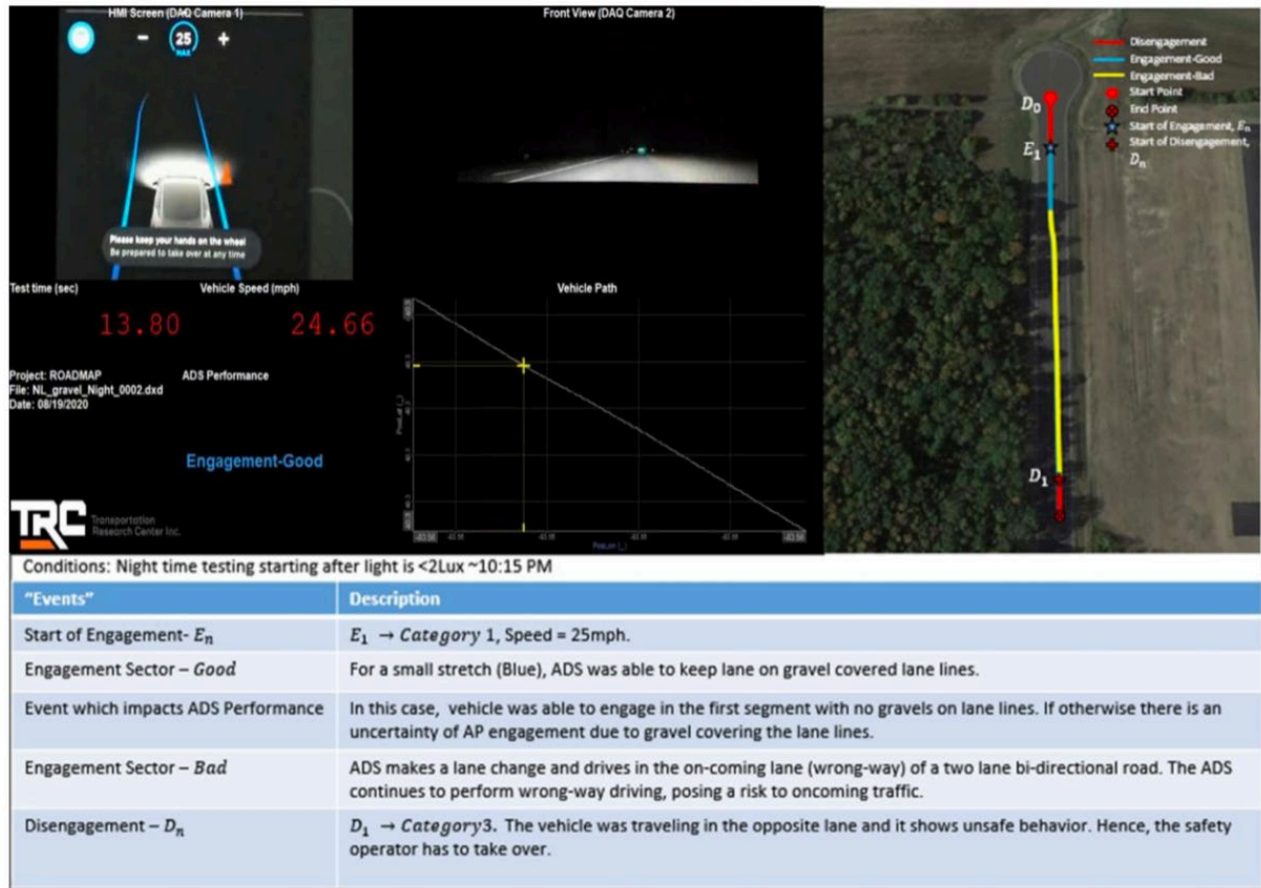 HMI Screen (DAQ Camera 1)
Front View (DAQ Camera 2)
25
MAX
Please keep your hands on the wheel
Be prepared to take over at any time
Test time (sec)
Vehicle Speed (mph)
Vehicle Path
13.80
24.66
Project: ROADMAP
ADS Performance
File: NL_gravel_Night_0002.dxd
Date: 08/19/2020
Engagement-Good
TRC
Transportation
Research Center Inc.
Disengagement
Engagement-Good
Engagement-Bad
Start Point
End Point
Start of Engagement, Eₙ
Start of Disengagement,
Dₙ
D₀
E₁
D₁
Conditions: Night time testing starting after light is <2Lux ~10:15 PM
"Events"
Description
Start of Engagement- Eₙ
E₁ → Category 1, Speed = 25mph.
Engagement Sector – Good
For a small stretch (Blue), ADS was able to keep lane on gravel covered lane lines.
Event which impacts ADS Performance
In this case, vehicle was able to engage in the first segment with no gravels on lane lines. If otherwise there is an
uncertainty of AP engagement due to gravel covering the lane lines.
Engagement Sector – Bad
ADS makes a lane change and drives in the on-coming lane (wrong-way) of a two lane bi-directional road. The ADS
continues to perform wrong-way driving, posing a risk to oncoming traffic.
Disengagement – Dₙ
D₁ → Category3. The vehicle was traveling in the opposite lane and it shows unsafe behavior. Hence, the safety
operator has to take over.